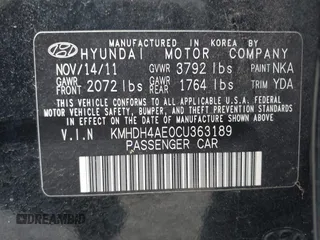 MANUFACTURED IN KOREA BY
HYUNDAI MOTOR COMPANY
NOV/14/11 GVWR 3792 lbs PAINT NKA
GAWR FRONT 2072 lbs GAWR REAR 1764 lbs TRIM YDA
THIS VEHICLE CONFORMS TO ALL APPLICABLE U.S. FEDERAL
MOTOR VEHICLE SAFETY, BUMPER, AND THEFT PREVENTION STANDARDS
IN EFFECT ON THE DATE OF MANUFACTURE SHOWN ABOVE.
V.I.N KMHDH4AE0CU363189
PASSENGER CAR
DREAMBID